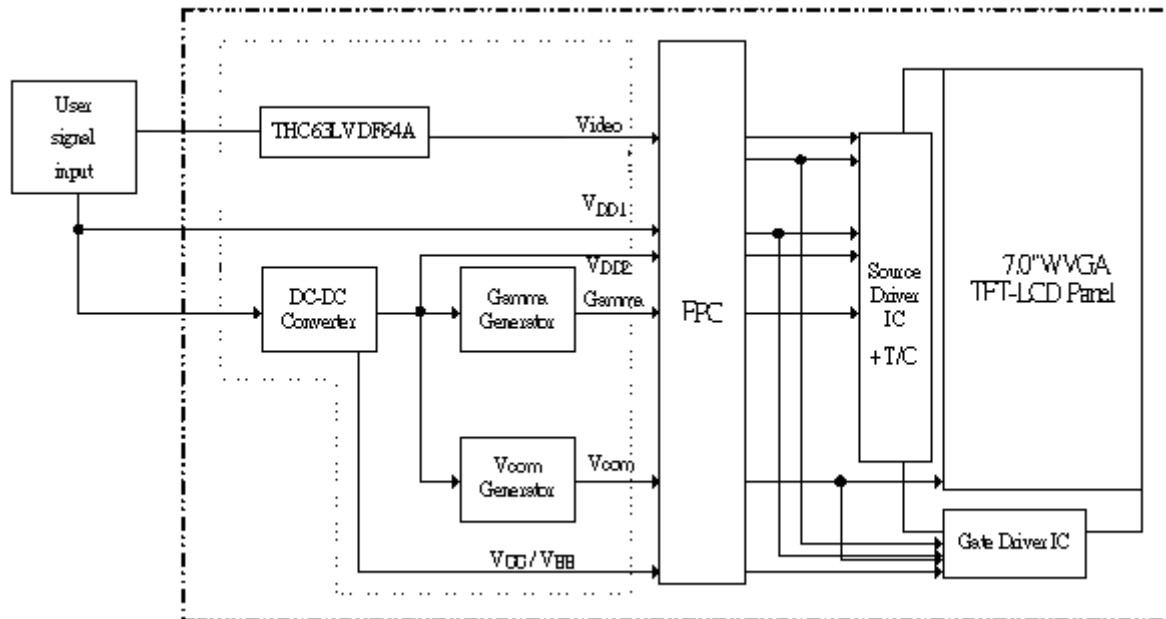 User
signal
input
THC63LVDF64A
Video
VDD1
VDD2
DC-DC
Converter
Gamma
Generator
Gamma
FPC
Source
Driver
IC
+T/C
7.0"WVGA
TFT-LCD Panel
Vcom
Generator
Vcom
VGG / VEE
Gate Driver IC